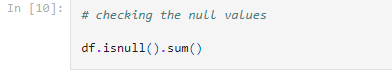 In [10]:
# checking the null values
df.isnull().sum()